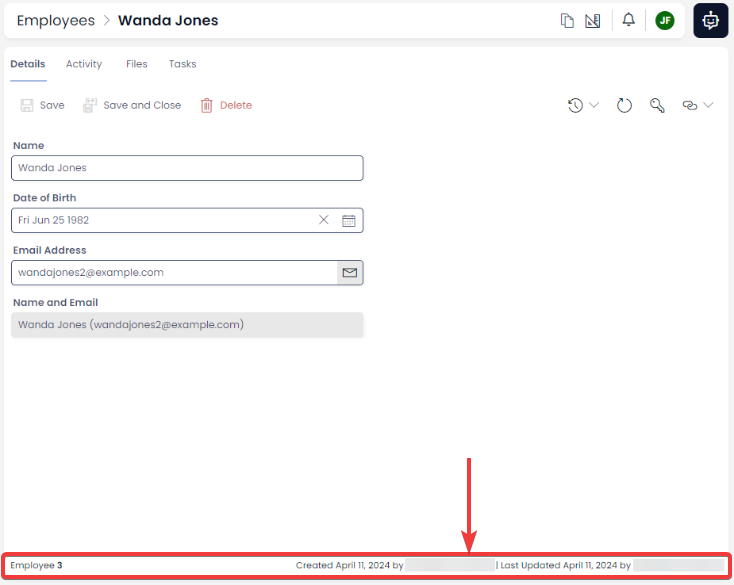 Employees > Wanda Jones
JF
Details Activity Files Tasks
Save Save and Close Delete
Name
Wanda Jones
Date of Birth
Fri Jun 25 1982
Email Address
wandajones2@example.com
Name and Email
Wanda Jones (wandajones2@example.com)
Employee 3 Created April 11, 2024 by | Last Updated April 11, 2024 by